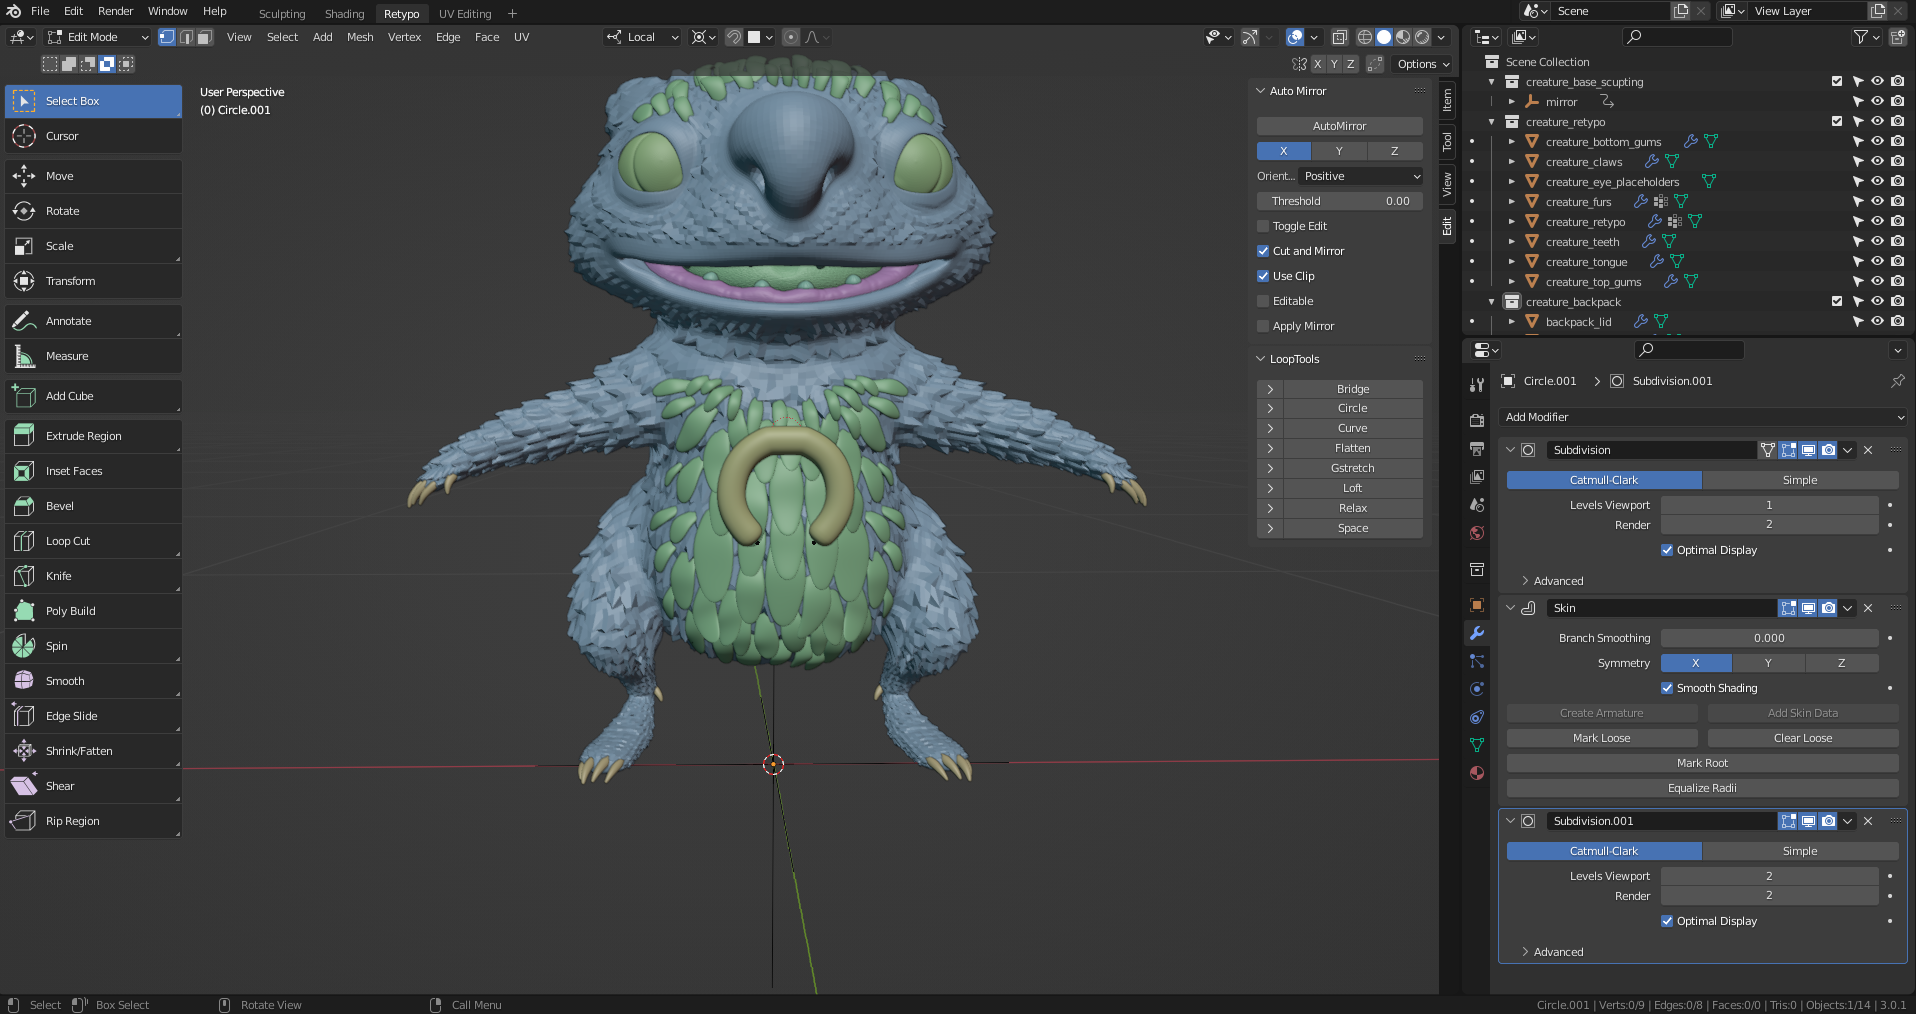 File Edit Render Window Help Sculpting Shading Retypo UV Editing + Scene View Layer
Edit Mode View Select Add Mesh Vertex Edge Face UV Local
X Y Z Options
Select Box
Cursor
Move
Rotate
Scale
Transform
Annotate
Measure
Add Cube
Extrude Region
Inset Faces
Bevel
Loop Cut
Knife
Poly Build
Spin
Smooth
Edge Slide
Shrink/Fatten
Shear
Rip Region
User Perspective
(0) Circle.001
Auto Mirror
AutoMirror
X Y Z
Orient... Positive
Threshold 0.00
Toggle Edit
Cut and Mirror
Use Clip
Editable
Apply Mirror
LoopTools
Bridge
Circle
Curve
Flatten
Gstretch
Loft
Relax
Space
Item
Tool
View
Edit
Scene Collection
creature_base_scupting
mirror
creature_retypo
creature_bottom_gums
creature_claws
creature_eye_placeholders
creature_furs
creature_retypo
creature_teeth
creature_tongue
creature_top_gums
creature_backpack
backpack_lid
Circle.001 > Subdivision.001
Add Modifier
Subdivision
Catmull-Clark Simple
Levels Viewport 1
Render 2
Optimal Display
Advanced
Skin
Branch Smoothing 0.000
Symmetry X Y Z
Smooth Shading
Create Armature Add Skin Data
Mark Loose Clear Loose
Mark Root
Equalize Radii
Subdivision.001
Catmull-Clark Simple
Levels Viewport 2
Render 2
Optimal Display
Advanced
Select Box Select Rotate View Call Menu
Circle.001 | Verts:0/9 | Edges:0/8 | Faces:0/0 | Tris:0 | Objects:1/14 | 3.0.1